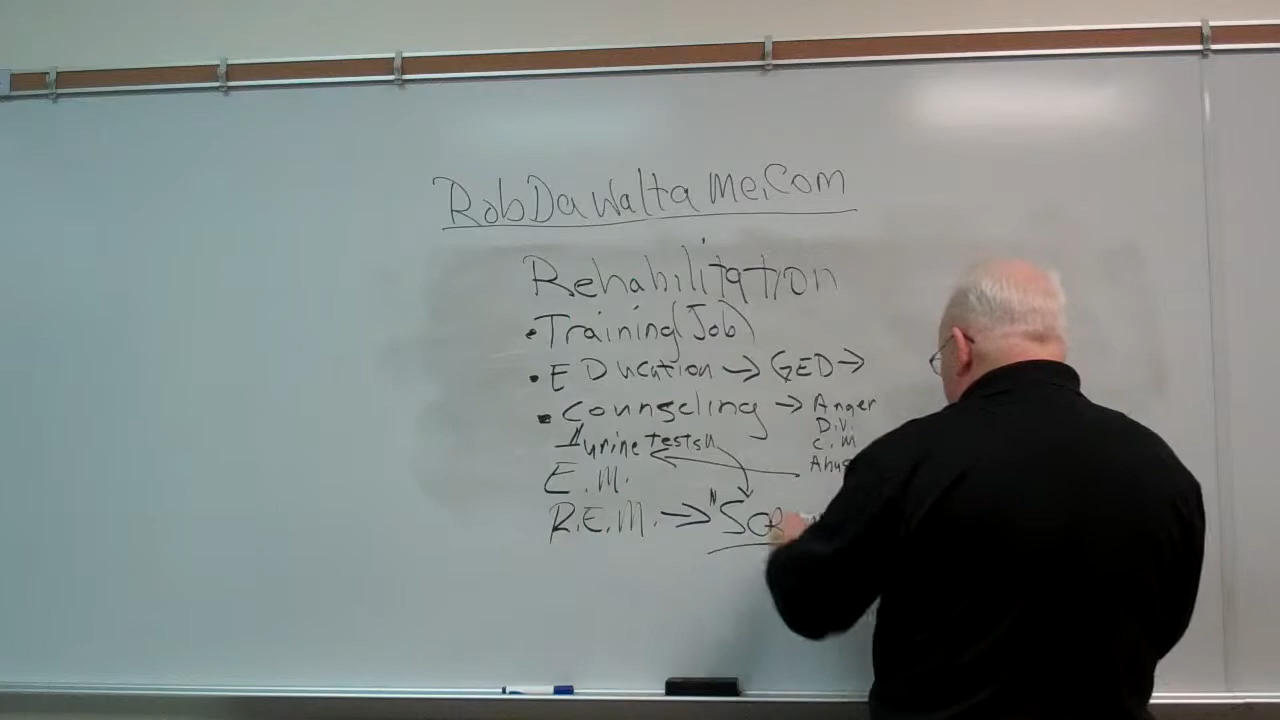 RobDawaltame.Com
Rehabilitation
• Training (Job)
• EDucation → GED →
• Counseling → Anger
D.V.
C.M
"urine tests"
E.M.
R.E.M. →